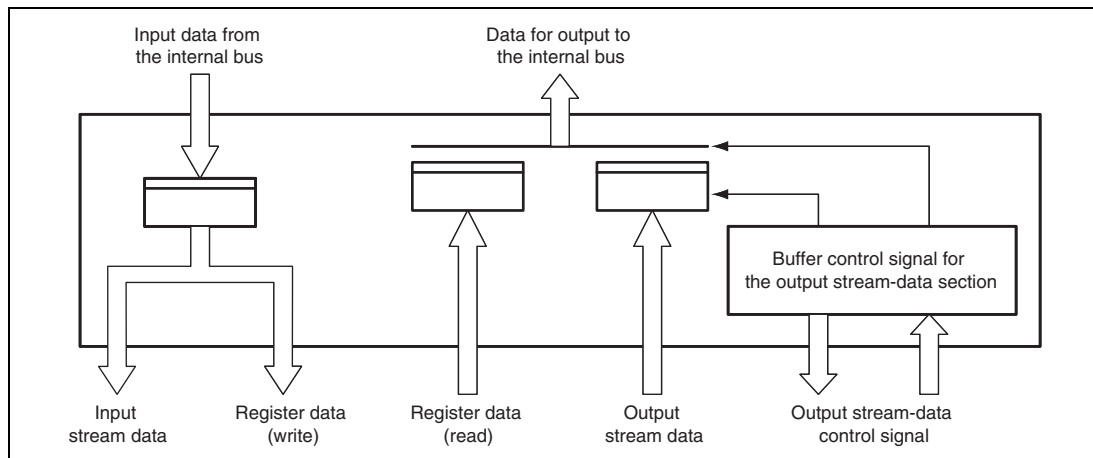 Input data from
the internal bus
Data for output to
the internal bus
Buffer control signal for
the output stream-data section
Input
stream data
Register data
(write)
Register data
(read)
Output
stream data
Output stream-data
control signal